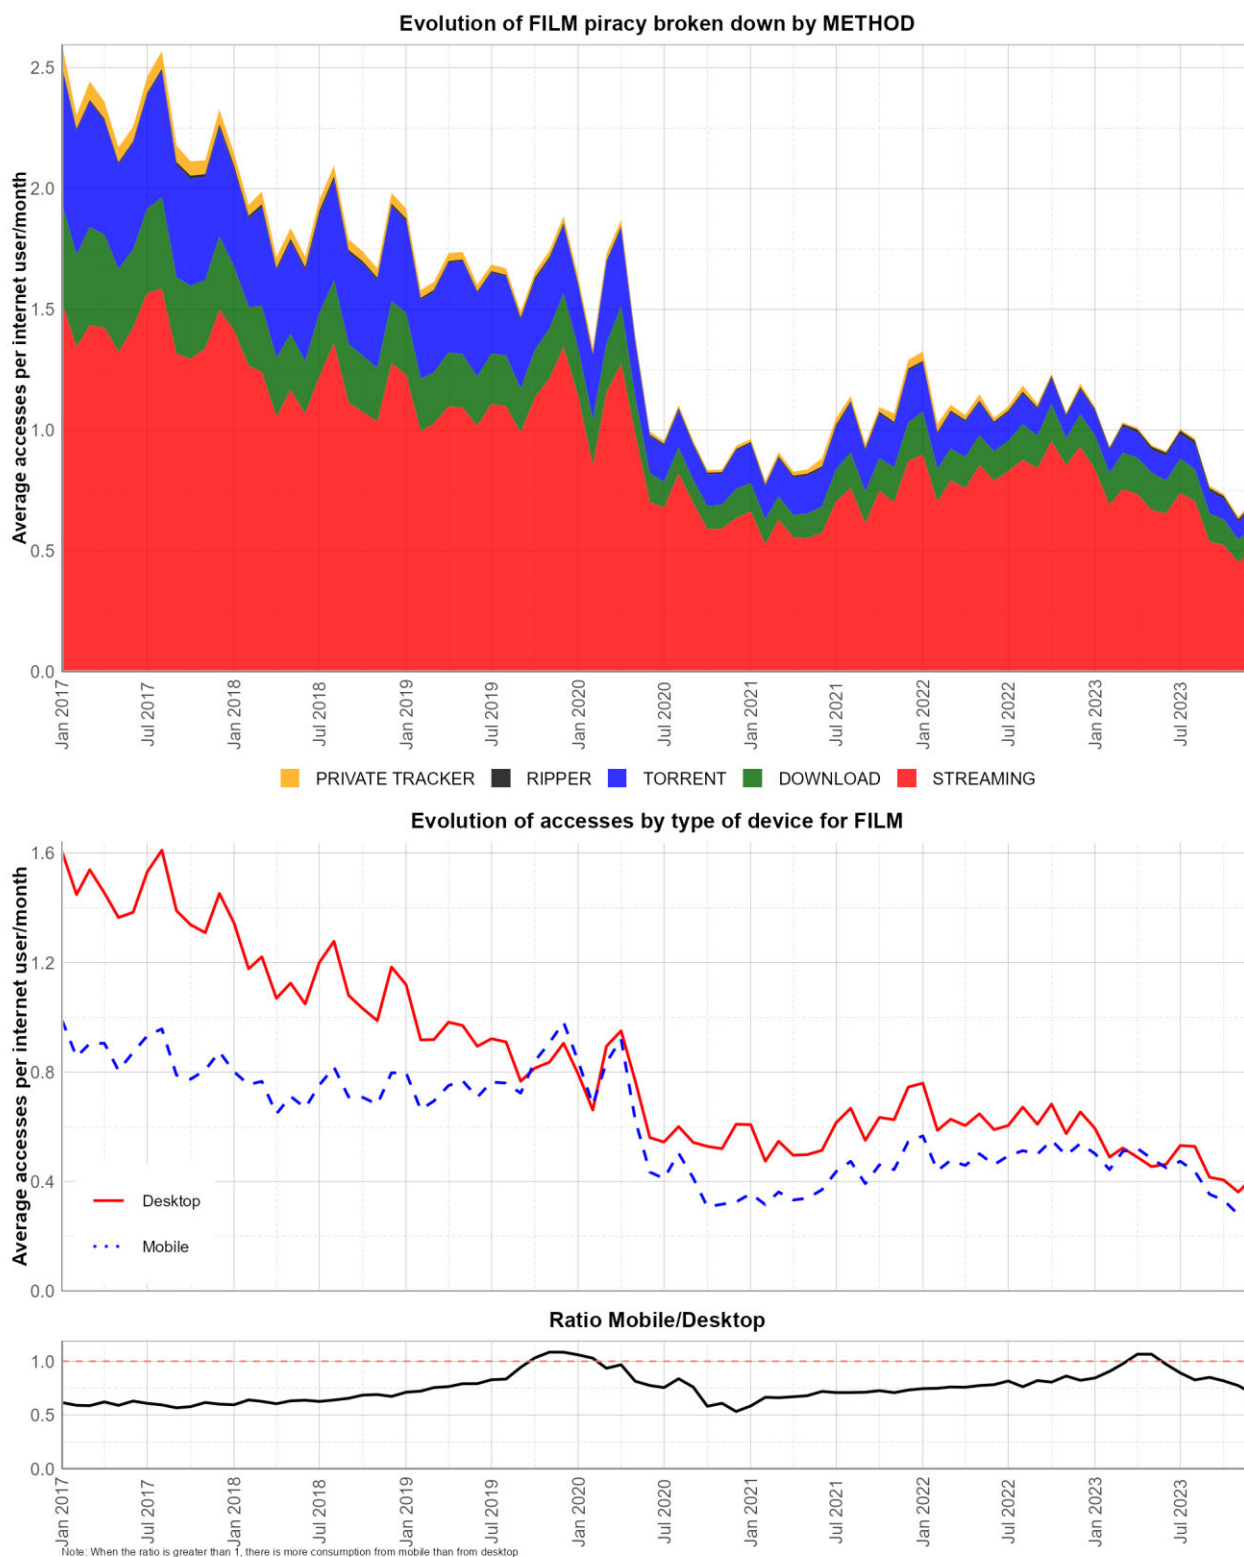 Evolution of FILM piracy broken down by METHOD
Average accesses per internet user/month
2.5
2.0
1.5
1.0
0.5
0.0
Jan 2017
Jul 2017
Jan 2018
Jul 2018
Jan 2019
Jul 2019
Jan 2020
Jul 2020
Jan 2021
Jul 2021
Jan 2022
Jul 2022
Jan 2023
Jul 2023
PRIVATE TRACKER RIPPER TORRENT DOWNLOAD STREAMING
Evolution of accesses by type of device for FILM
Average accesses per internet user/month
1.6
1.2
0.8
0.4
0.0
Desktop
Mobile
Ratio Mobile/Desktop
1.0
0.5
0.0
Jan 2017
Jul 2017
Jan 2018
Jul 2018
Jan 2019
Jul 2019
Jan 2020
Jul 2020
Jan 2021
Jul 2021
Jan 2022
Jul 2022
Jan 2023
Jul 2023
Note: When the ratio is greater than 1, there is more consumption from mobile than from desktop